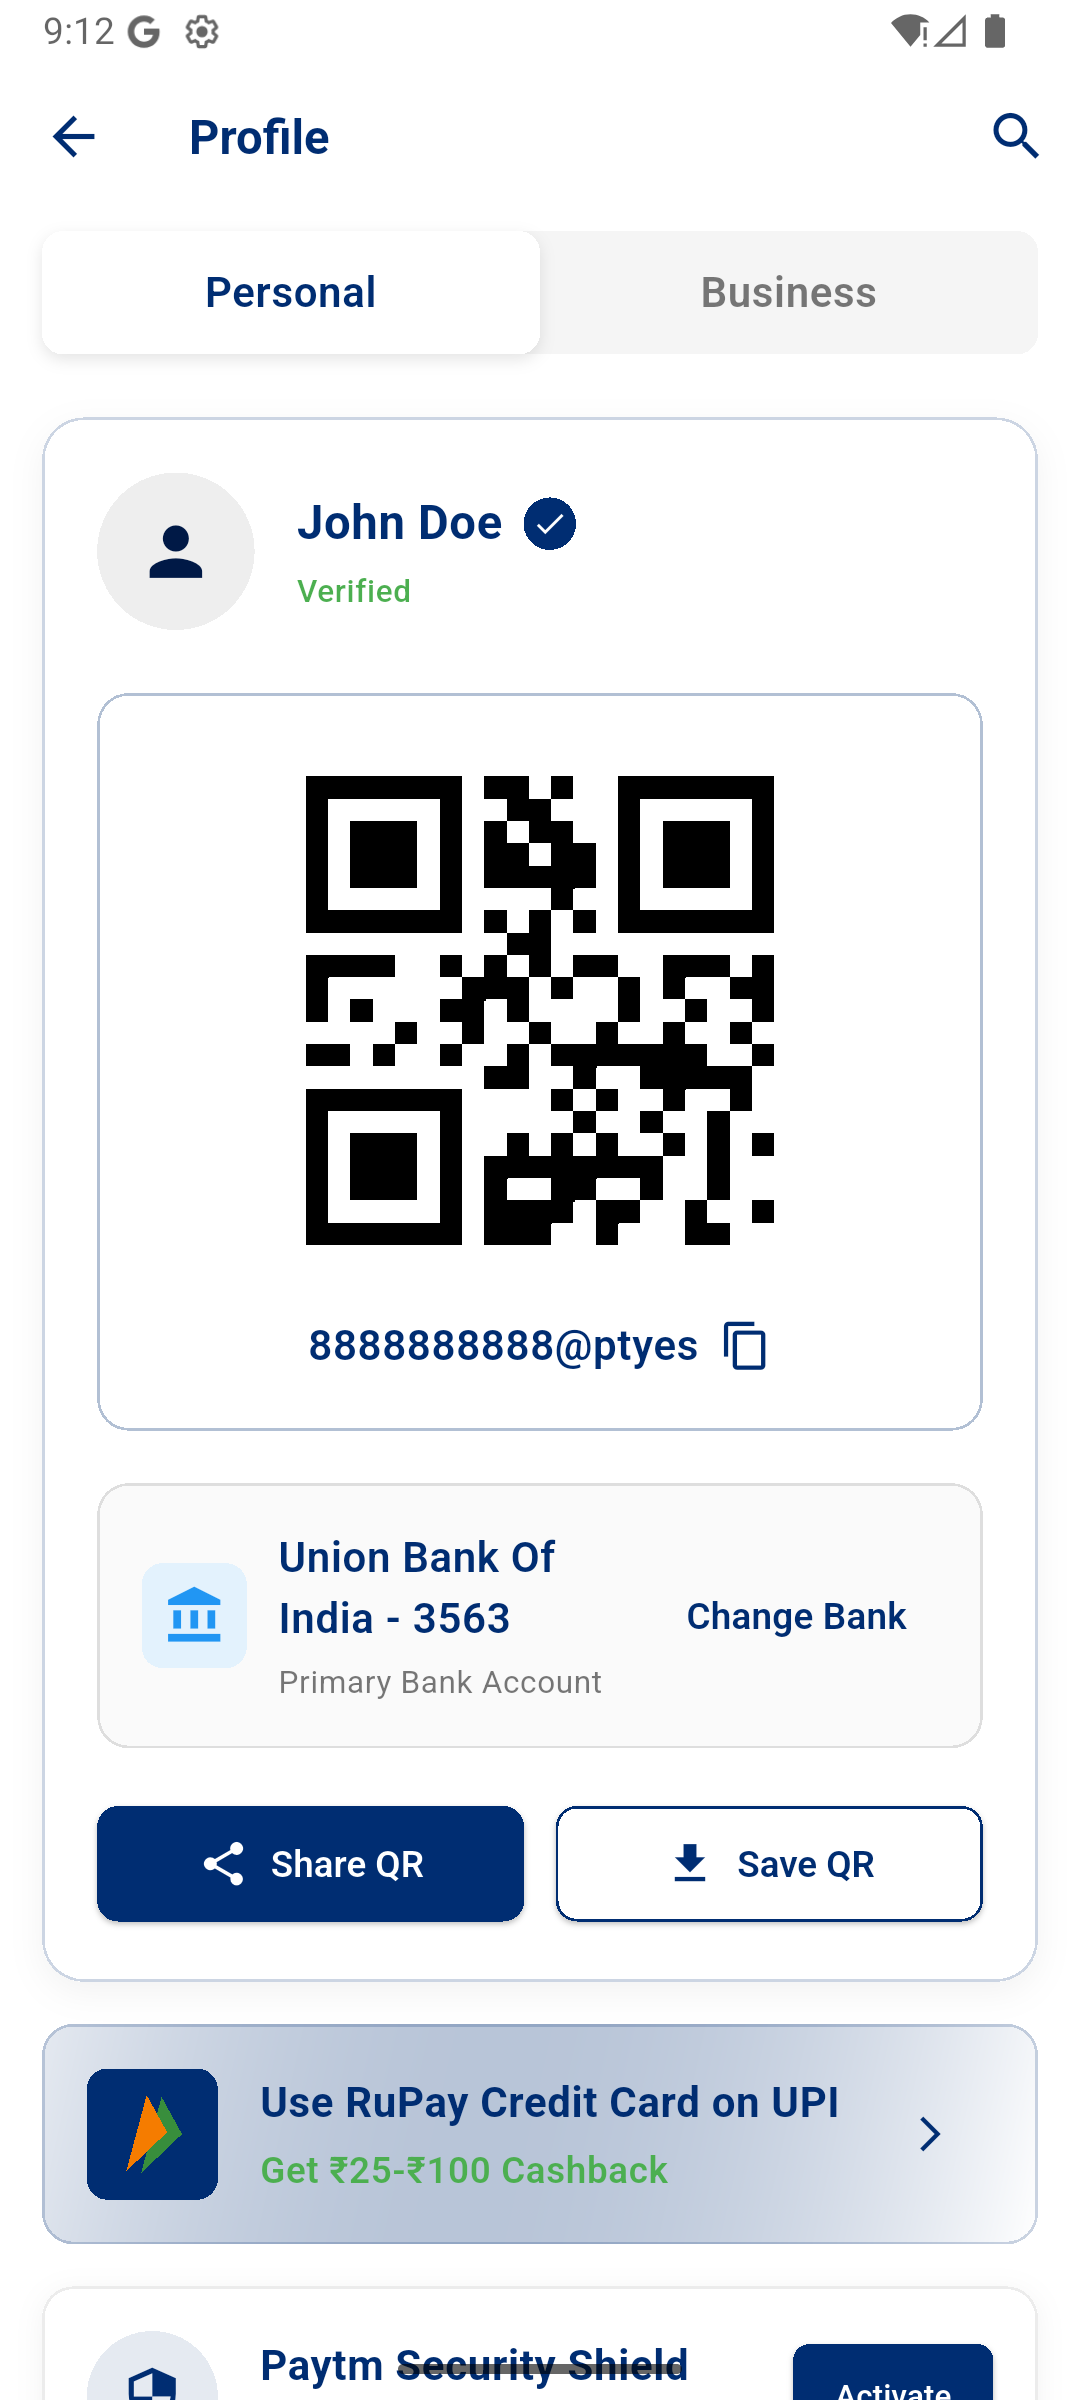 9:12
Profile
Personal
Business
John Doe
Verified
8888888888@ptyes
Union Bank Of
India - 3563
Primary Bank Account
Change Bank
Share QR
Save QR
Use RuPay Credit Card on UPI
Get ₹25-₹100 Cashback
Paytm Security Shield
Activate